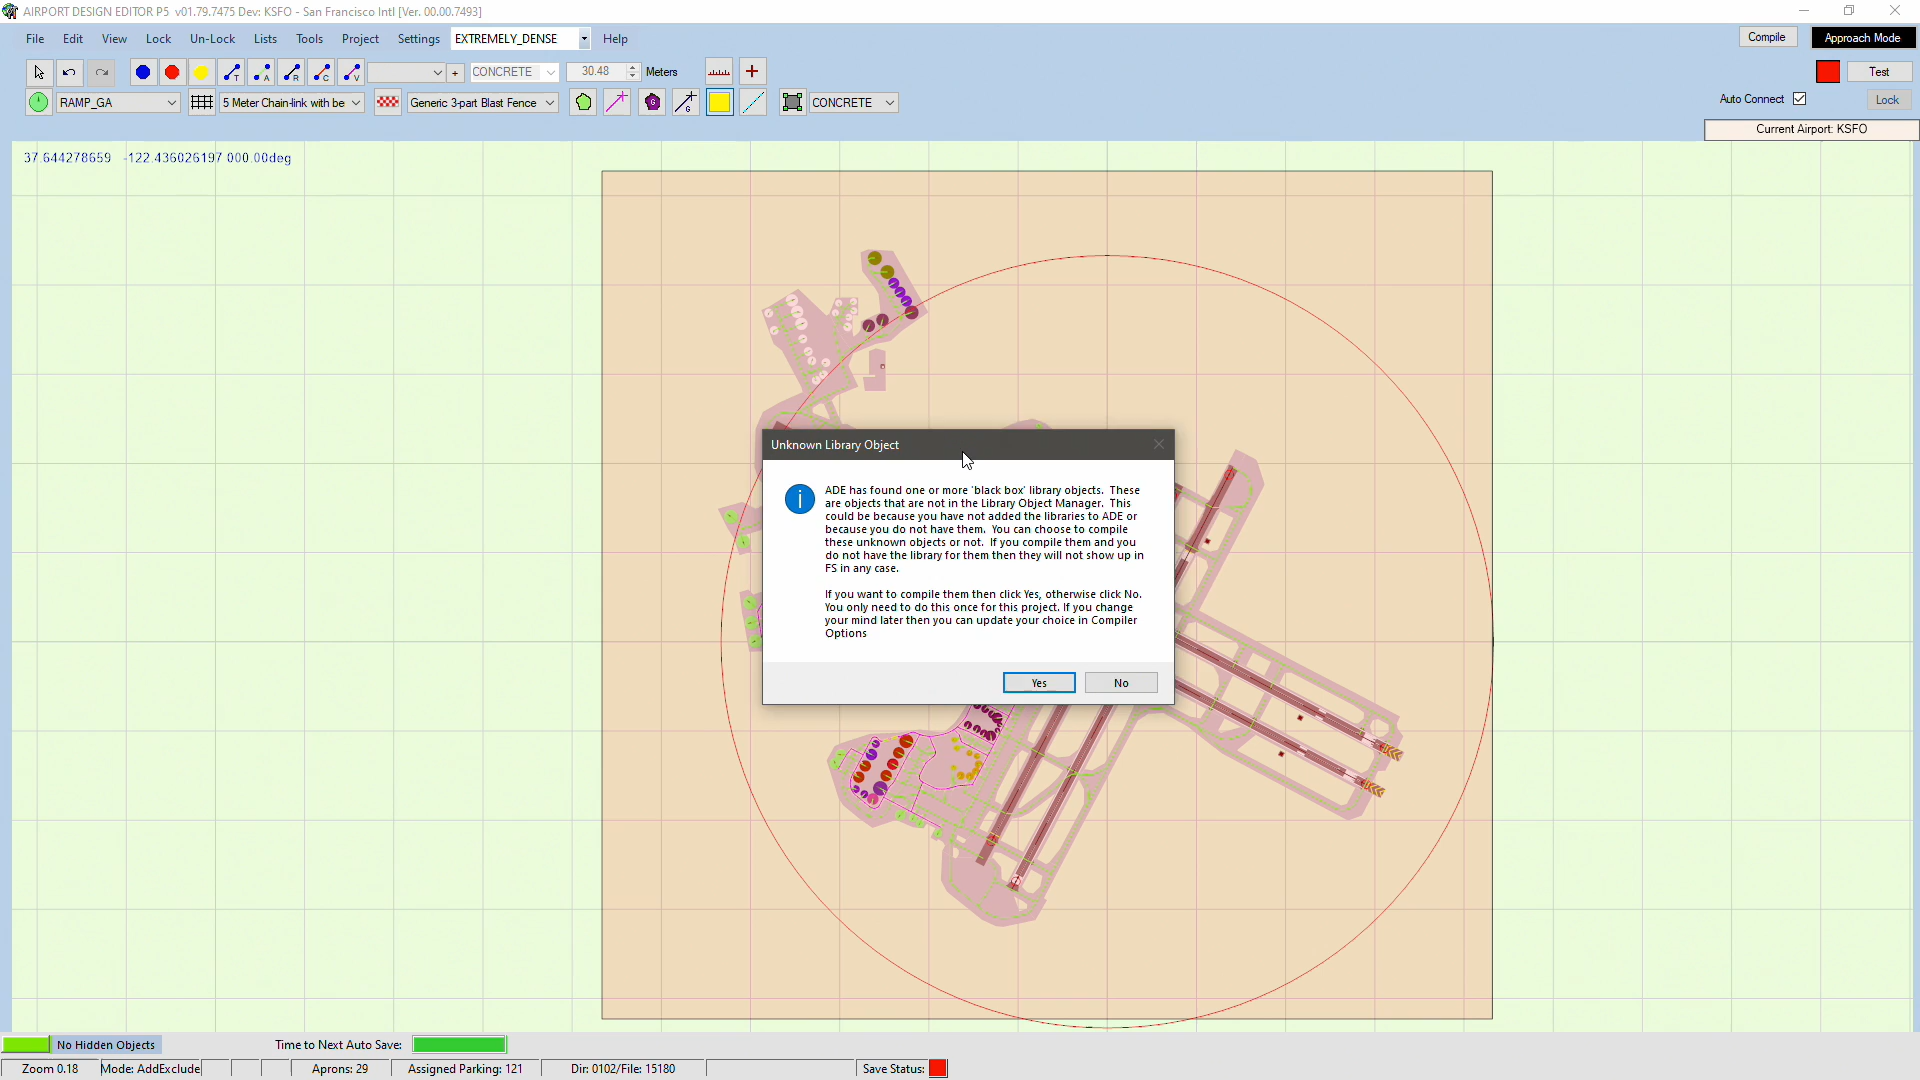 AIRPORT DESIGN EDITOR P5 v01.79.7475 Dev: KSFO - San Francisco Intl [Ver. 00.00.7493]
File Edit View Lock Un-Lock Lists Tools Project Settings EXTREMELY_DENSE Help
Compile
Approach Mode
T A R C V + CONCRETE 30.48 Meters
Test
RAMP_GA 5 Meter Chain-link with be Generic 3-part Blast Fence G G CONCRETE
Auto Connect
Lock
Current Airport: KSFO
37.644278659 -122.436026197 000.00deg
Unknown Library Object
ADE has found one or more 'black box' library objects. These
are objects that are not in the Library Object Manager. This
could be because you have not added the libraries to ADE or
because you do not have them. You can choose to compile
these unknown objects or not. If you compile them and you
do not have the library for them then they will not show up in
FS in any case.
If you want to compile them then click Yes, otherwise click No.
You only need to do this once for this project. If you change
your mind later then you can update your choice in Compiler
Options
Yes
No
No Hidden Objects
Time to Next Auto Save:
Zoom 0.18 Mode: AddExclude Aprons: 29 Assigned Parking: 121 Dir: 0102/File: 15180 Save Status: